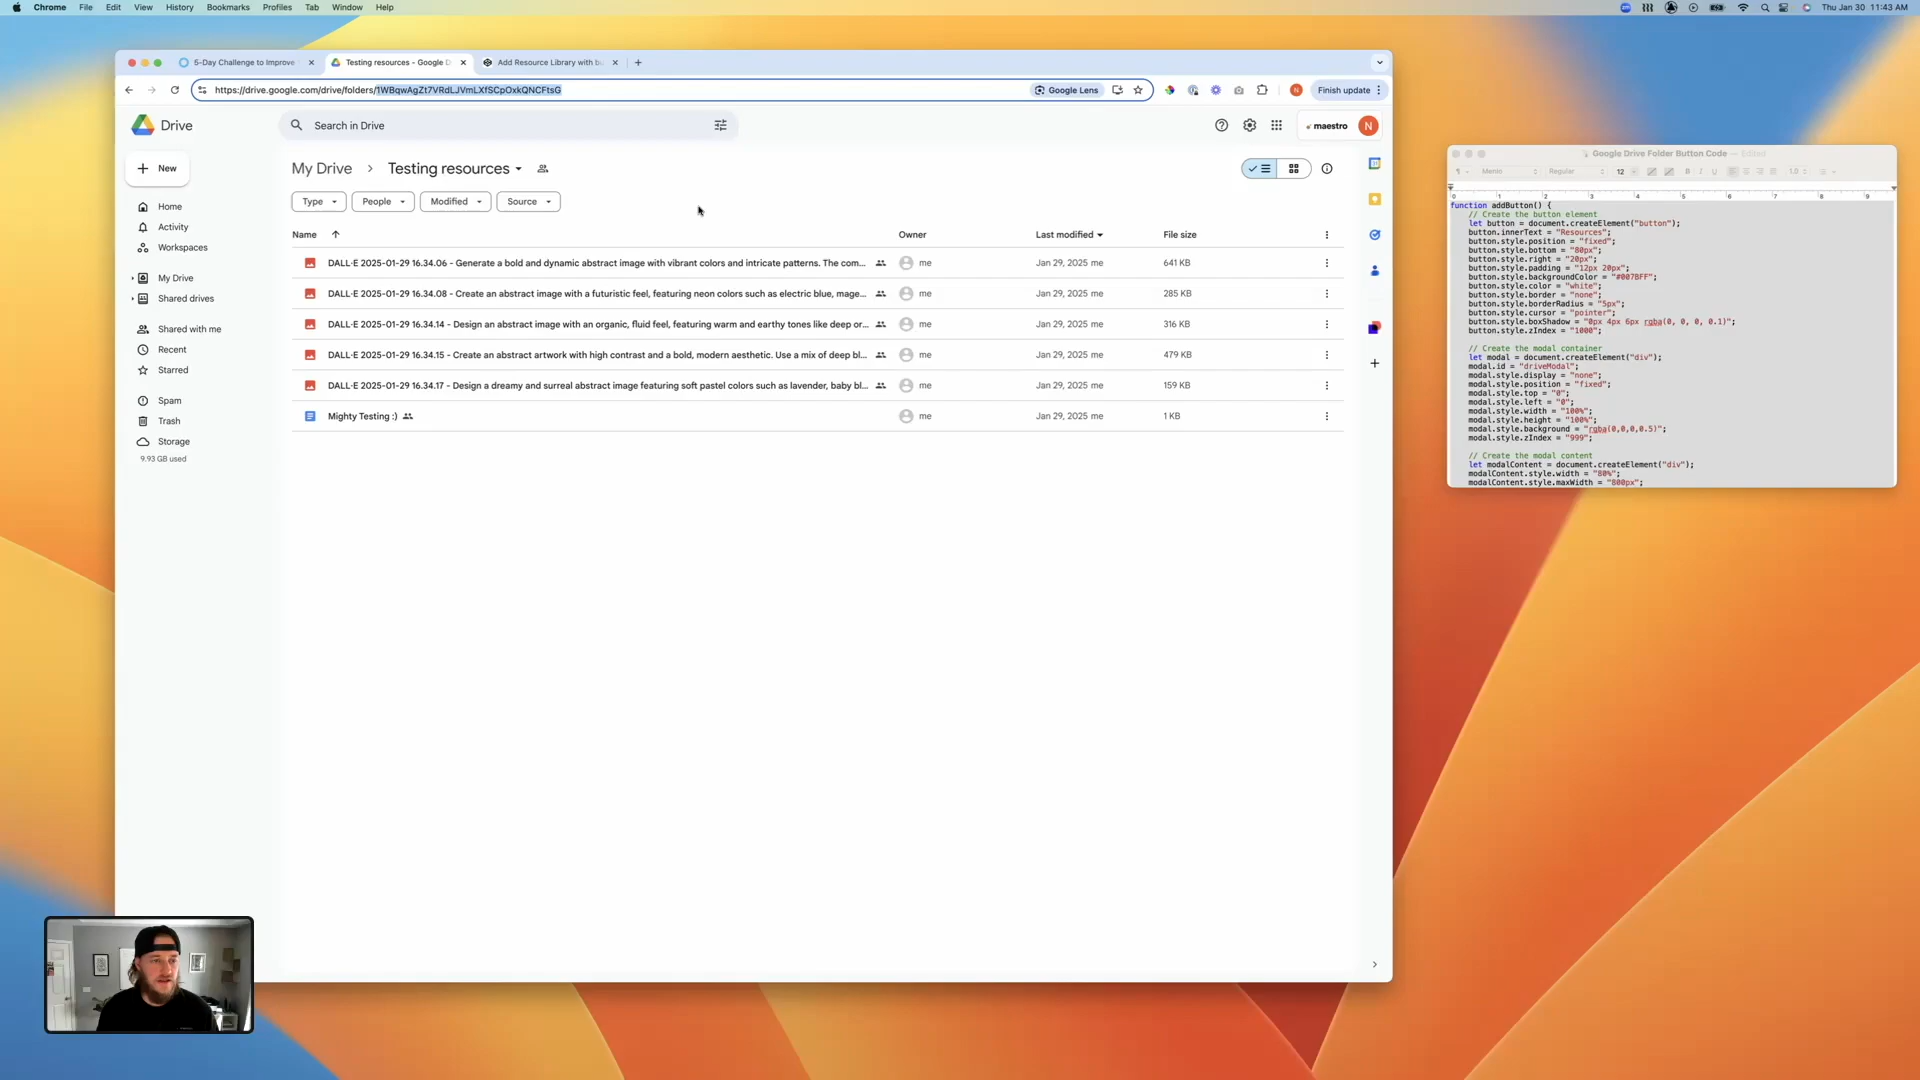 Chrome File Edit View History Bookmarks Profiles Tab Window Help
Thu Jan 30 11:43 AM
5-Day Challenge to Improve
Testing resources - Google D
Add Resource Library with bu
https://drive.google.com/drive/folders/1WBqwAgZt7VRdLJVmLXfSCpOxkQNCFtsG
Google Lens
N
Finish update
Drive
Search in Drive
maestro
N
New
My Drive
Testing resources
Type
People
Modified
Source
Home
Activity
Workspaces
My Drive
Shared drives
Shared with me
Recent
Starred
Spam
Trash
Storage
9.93 GB used
Name Owner Last modified File size
DALL·E 2025-01-29 16.34.06 - Generate a bold and dynamic abstract image with vibrant colors and intricate patterns. The com... me Jan 29, 2025 me 641 KB
DALL·E 2025-01-29 16.34.08 - Create an abstract image with a futuristic feel, featuring neon colors such as electric blue, mage... me Jan 29, 2025 me 285 KB
DALL·E 2025-01-29 16.34.14 - Design an abstract image with an organic, fluid feel, featuring warm and earthy tones like deep or... me Jan 29, 2025 me 316 KB
DALL·E 2025-01-29 16.34.15 - Create an abstract artwork with high contrast and a bold, modern aesthetic. Use a mix of deep bl... me Jan 29, 2025 me 479 KB
DALL·E 2025-01-29 16.34.17 - Design a dreamy and surreal abstract image featuring soft pastel colors such as lavender, baby bl... me Jan 29, 2025 me 159 KB
Mighty Testing :) me Jan 29, 2025 me 1 KB
Google Drive Folder Button Code — Edited
Menlo Regular 12 B I U 1.0
0 1 2 3 4 5 6 7 8 9
function addButton() {
// Create the button element
let button = document.createElement("button");
button.innerText = "Resources";
button.style.position = "fixed";
button.style.bottom = "80px";
button.style.right = "20px";
button.style.padding = "12px 20px";
button.style.backgroundColor = "#007BFF";
button.style.color = "white";
button.style.border = "none";
button.style.borderRadius = "5px";
button.style.cursor = "pointer";
button.style.boxShadow = "0px 4px 6px rgba(0, 0, 0, 0.1)";
button.style.zIndex = "1000";
// Create the modal container
let modal = document.createElement("div");
modal.id = "driveModal";
modal.style.display = "none";
modal.style.position = "fixed";
modal.style.top = "0";
modal.style.left = "0";
modal.style.width = "100%";
modal.style.height = "100%";
modal.style.background = "rgba(0,0,0,0.5)";
modal.style.zIndex = "999";
// Create the modal content
let modalContent = document.createElement("div");
modalContent.style.width = "80%";
modalContent.style.maxWidth = "800px";